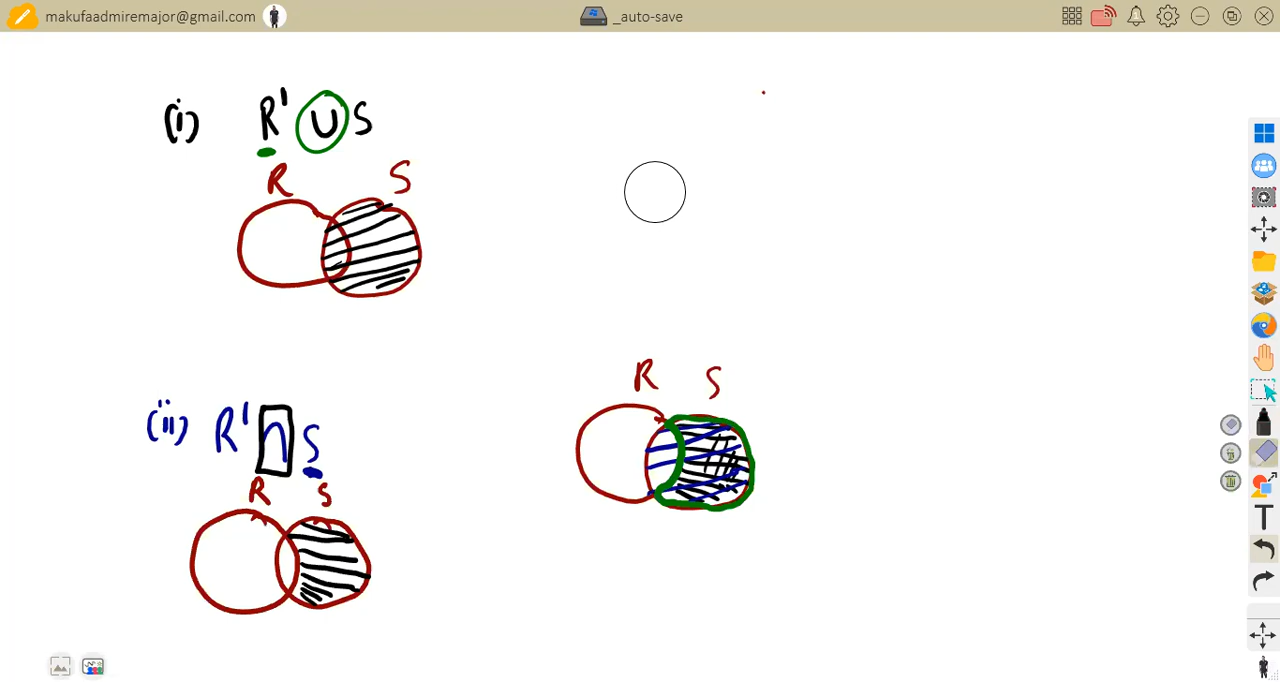 makufaadmiremajor@gmail.com
_auto-save
(i) R' ∪ S
R S
(ii) R' ∩ S
R S
R S
T